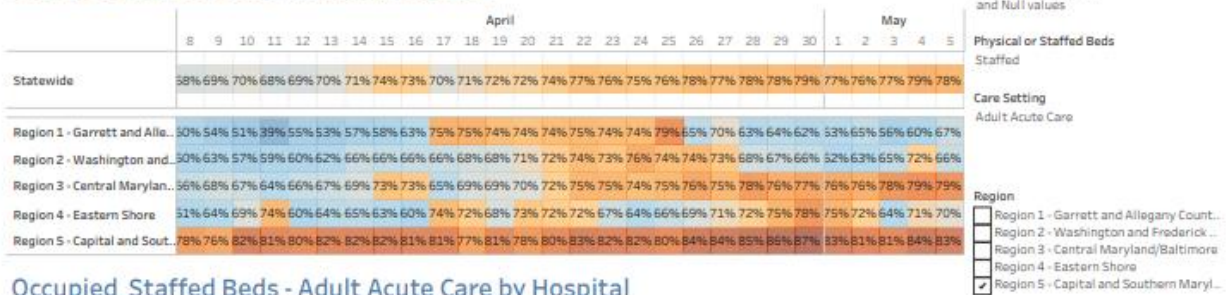 and Null values
April May
8 9 10 11 12 13 14 15 16 17 18 19 20 21 22 23 24 25 26 27 28 29 30 1 2 3 4 5
Physical or Staffed Beds
Staffed
Statewide 68% 69% 70% 68% 69% 70% 71% 74% 73% 70% 71% 72% 72% 74% 77% 76% 75% 76% 78% 77% 78% 78% 79% 77% 76% 77% 79% 78%
Care Setting
Adult Acute Care
Region 1 - Garrett and Alle.. 50% 54% 51% 39% 55% 53% 57% 58% 63% 75% 75% 74% 74% 74% 75% 74% 74% 79% 65% 70% 63% 64% 62% 53% 65% 56% 60% 67%
Region 2 - Washington and.. 60% 63% 57% 59% 60% 62% 66% 66% 66% 66% 68% 68% 71% 72% 74% 73% 76% 74% 74% 73% 68% 67% 66% 62% 63% 65% 72% 66%
Region 3 - Central Marylan.. 66% 68% 67% 64% 66% 67% 69% 73% 73% 65% 69% 69% 70% 72% 75% 75% 74% 75% 76% 75% 78% 76% 77% 76% 76% 78% 79% 79%
Region 4 - Eastern Shore 61% 64% 69% 74% 60% 64% 65% 63% 60% 74% 72% 68% 73% 72% 72% 67% 64% 66% 69% 71% 72% 75% 78% 75% 72% 64% 71% 70%
Region 5 - Capital and Sout.. 78% 76% 82% 81% 80% 82% 82% 82% 81% 81% 77% 81% 78% 80% 83% 82% 82% 80% 84% 84% 85% 86% 87% 83% 81% 81% 84% 83%
Region
Region 1 - Garrett and Allegany Count..
Region 2 - Washington and Frederick ..
Region 3 - Central Maryland/Baltimore
Region 4 - Eastern Shore
Region 5 - Capital and Southern Maryl..
Occupied Staffed Beds - Adult Acute Care by Hospital